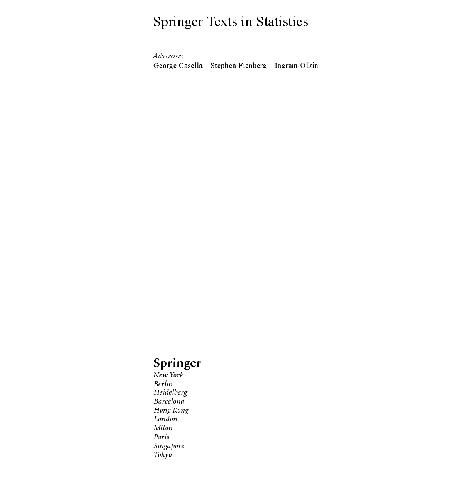 Springer Texts in Statistics
Advisors:
George Casella Stephen Fienberg Ingram Olkin
Springer
New York
Berlin
Heidelberg
Barcelona
Hong Kong
London
Milan
Paris
Singapore
Tokyo